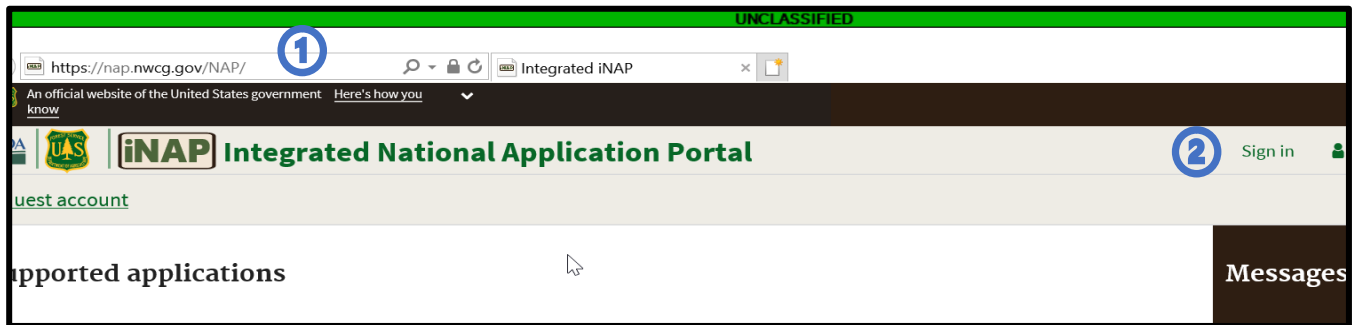 UNCLASSIFIED
1
https://nap.nwcg.gov/NAP/
Integrated iNAP
An official website of the United States government Here's how you
know
UAS
iNAP Integrated National Application Portal
2
Sign in
uest account
upported applications
Messages